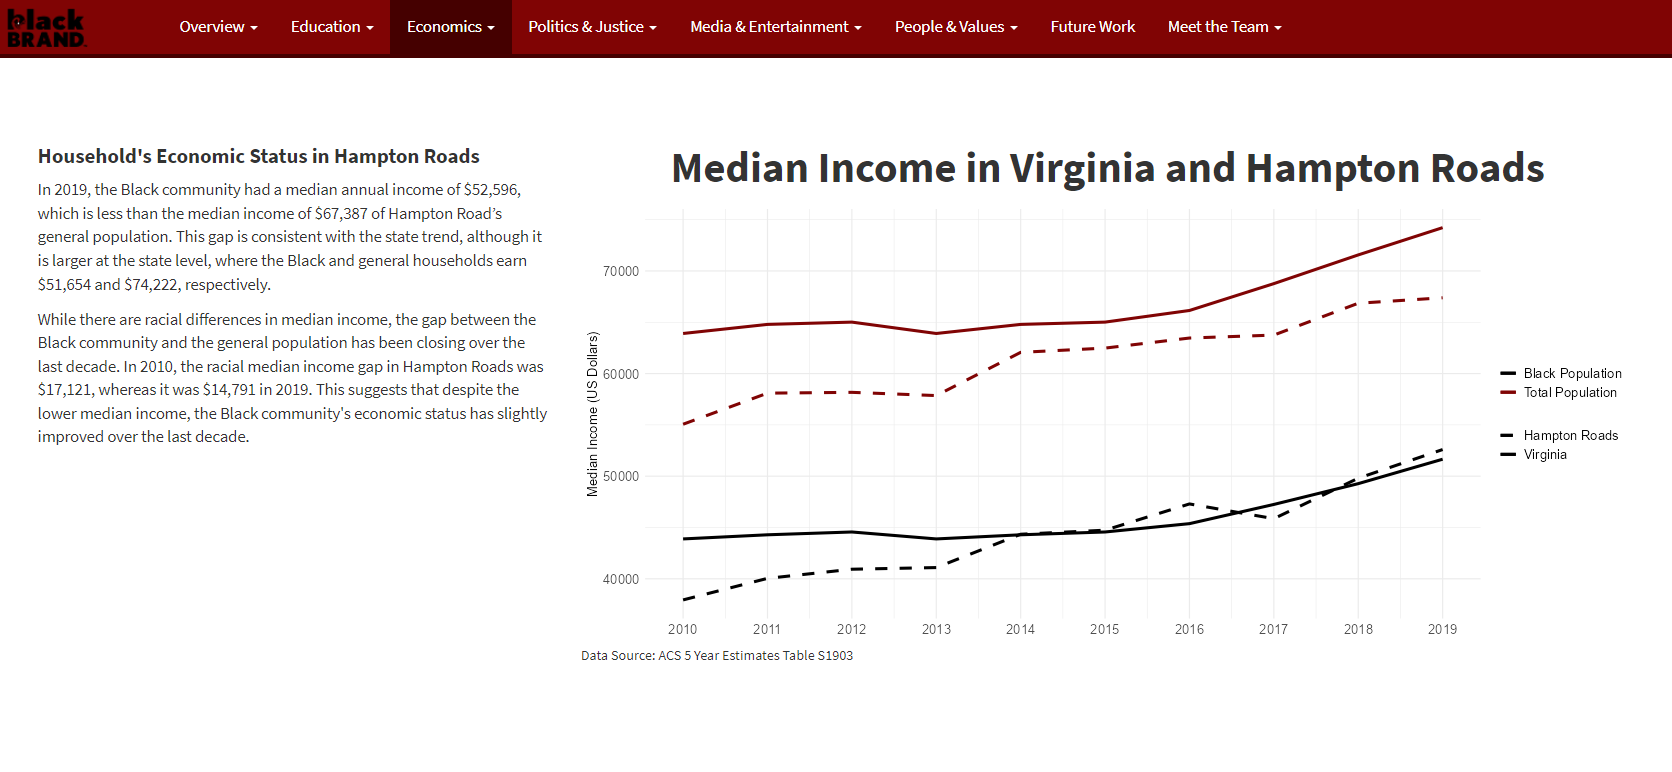 black
BRAND.
Overview
Education
Economics
Politics & Justice
Media & Entertainment
People & Values
Future Work
Meet the Team
Household's Economic Status in Hampton Roads
In 2019, the Black community had a median annual income of $52,596,
which is less than the median income of $67,387 of Hampton Road’s
general population. This gap is consistent with the state trend, although it
is larger at the state level, where the Black and general households earn
$51,654 and $74,222, respectively.
While there are racial differences in median income, the gap between the
Black community and the general population has been closing over the
last decade. In 2010, the racial median income gap in Hampton Roads was
$17,121, whereas it was $14,791 in 2019. This suggests that despite the
lower median income, the Black community's economic status has slightly
improved over the last decade.
Median Income in Virginia and Hampton Roads
Median Income (US Dollars)
70000
60000
50000
40000
2010
2011
2012
2013
2014
2015
2016
2017
2018
2019
Black Population
Total Population
Hampton Roads
Virginia
Data Source: ACS 5 Year Estimates Table S1903